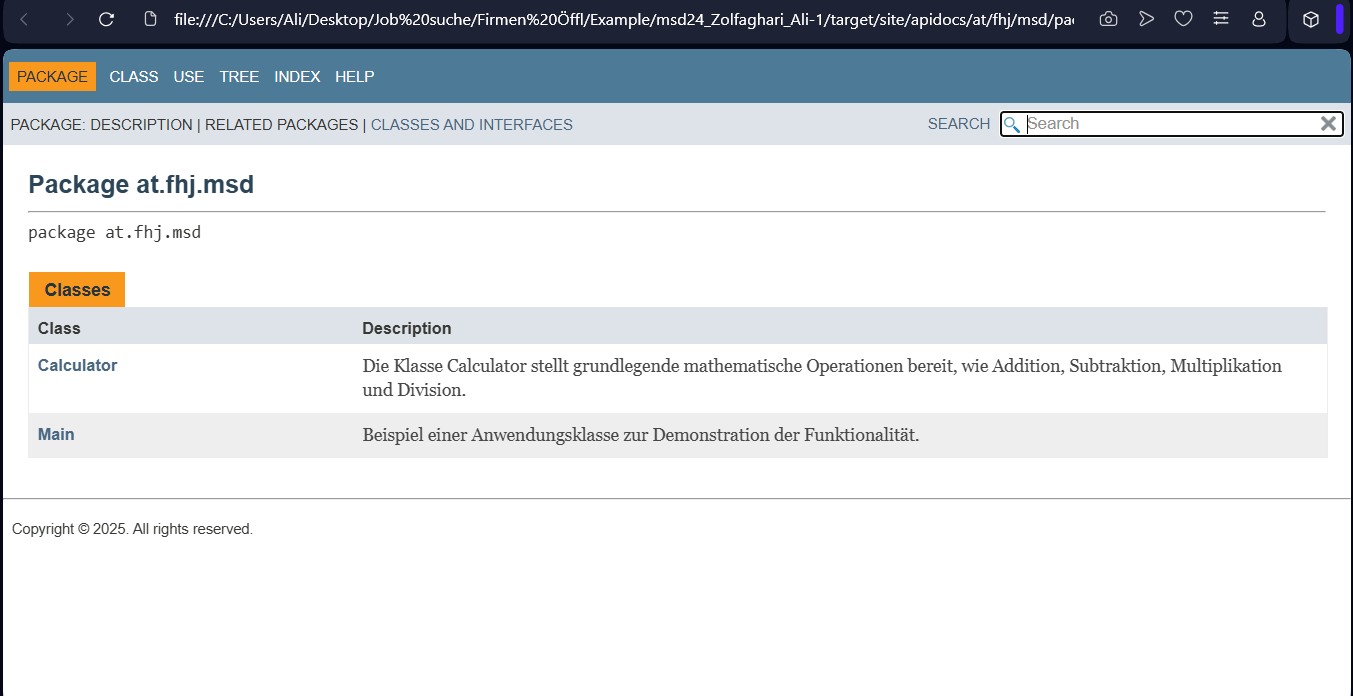 file:///C:/Users/Ali/Desktop/Job%20suche/Firmen%20Öffl/Example/msd24_Zolfaghari_Ali-1/target/site/apidocs/at/fhj/msd/pac
PACKAGE CLASS USE TREE INDEX HELP
PACKAGE: DESCRIPTION | RELATED PACKAGES | CLASSES AND INTERFACES SEARCH Search
Package at.fhj.msd
package at.fhj.msd
Classes
Class Description
Calculator Die Klasse Calculator stellt grundlegende mathematische Operationen bereit, wie Addition, Subtraktion, Multiplikation
und Division.
Main Beispiel einer Anwendungsklasse zur Demonstration der Funktionalität.
Copyright © 2025. All rights reserved.